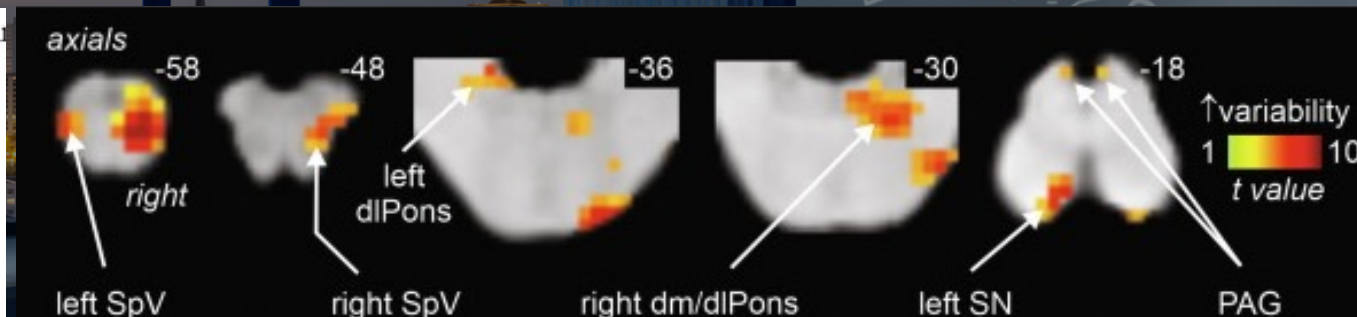 axials
-58
-48
-36
-30
-18
↑variability
1 10
t value
right
left
dlPons
left SpV
right SpV
right dm/dlPons
left SN
PAG